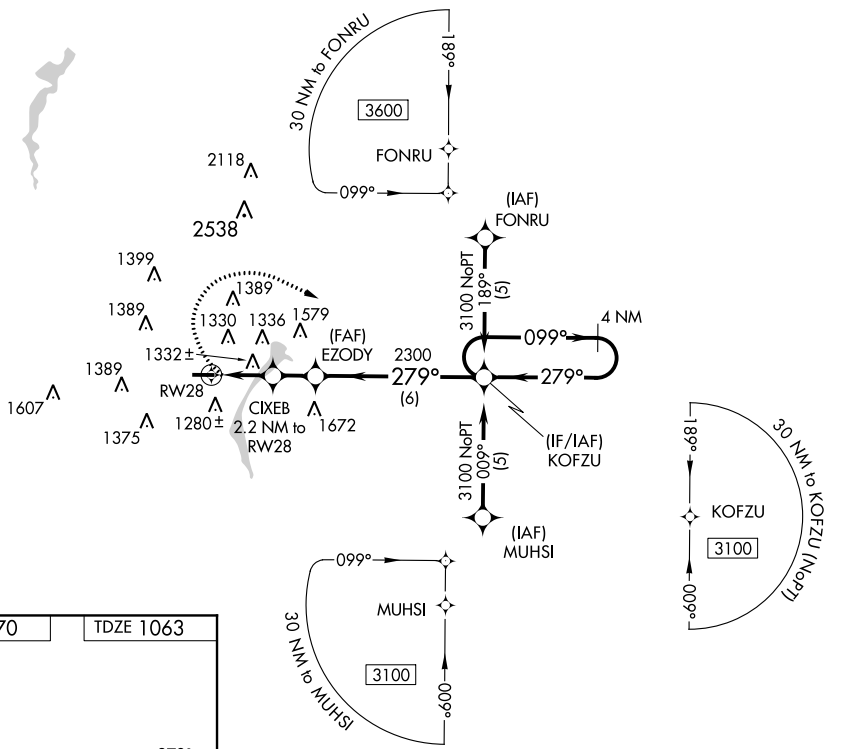 30 NM to FONRU
189°
3600
FONRU
099°
2118
2538
1399
1389
1389
1330
1336
1579
1332±
1389
1607
1375
1280±
1672
RW28
(FAF)
EZODY
CIXEB
2.2 NM to
RW28
2300
279°
(6)
(IAF)
FONRU
3100 NoPT
189°
(5)
4 NM
099°
279°
(IF/IAF)
KOFZU
3100 NoPT
009°
(5)
(IAF)
MUHSI
189°
30 NM to KOFZU (NoPT)
KOFZU
3100
009°
099°
MUHSI
30 NM to MUHSI
3100
009°
70
TDZE 1063